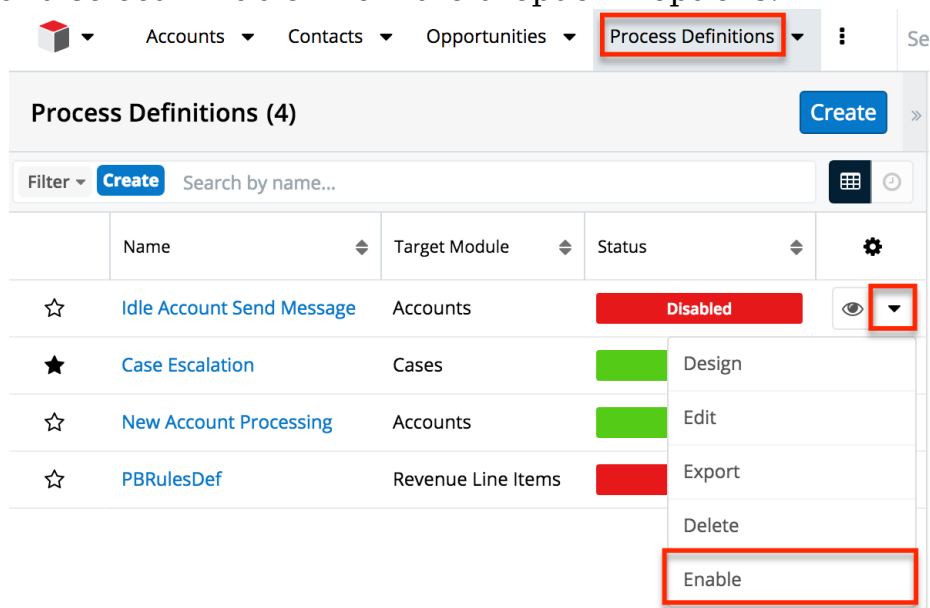 Accounts Contacts Opportunities Process Definitions Se
Process Definitions (4) Create »
Filter Create Search by name...
Name Target Module Status
Idle Account Send Message Accounts Disabled
Case Escalation Cases
New Account Processing Accounts
PBRulesDef Revenue Line Items
Design
Edit
Export
Delete
Enable